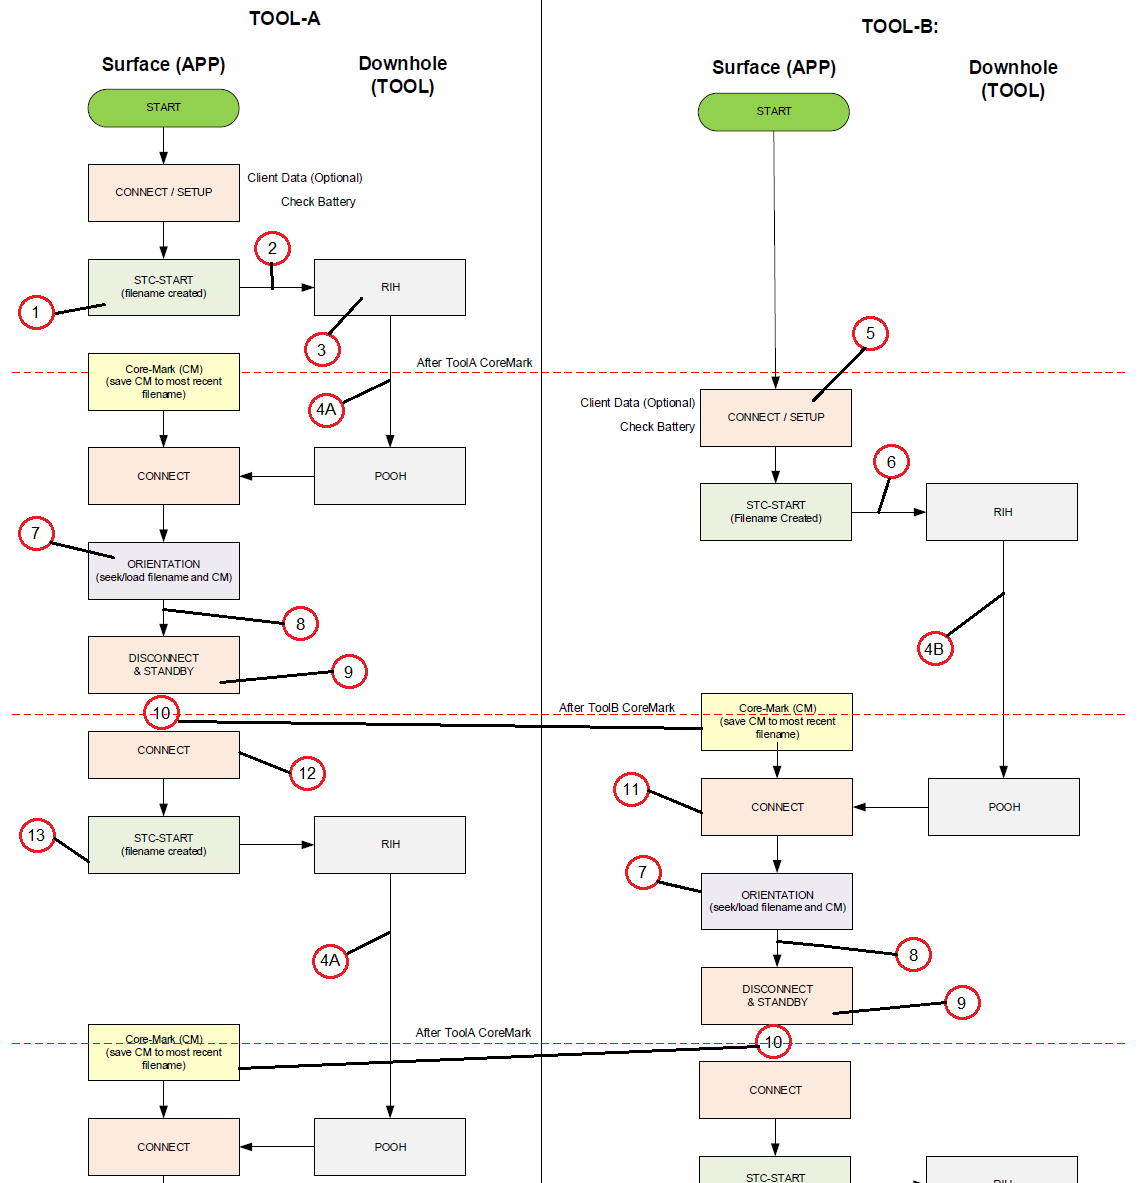 TOOL-A
Surface (APP)
Downhole
(TOOL)
START
CONNECT / SETUP
Client Data (Optional)
Check Battery
2
STC-START
(filename created)
RIH
1
3
After ToolA CoreMark
Core-Mark (CM)
(save CM to most recent
filename)
4A
CONNECT
POOH
7
ORIENTATION
(seek/load filename and CM)
8
DISCONNECT
& STANDBY
9
10
CONNECT
12
13
STC-START
(filename created)
RIH
4A
After ToolA CoreMark
Core-Mark (CM)
(save CM to most recent
filename)
CONNECT
POOH
TOOL-B:
Surface (APP)
Downhole
(TOOL)
START
5
Client Data (Optional)
Check Battery
CONNECT / SETUP
6
STC-START
(Filename Created)
RIH
4B
After ToolB CoreMark
Core-Mark (CM)
(save CM to most recent
filename)
11
CONNECT
POOH
7
ORIENTATION
(seek/load filename and CM)
8
DISCONNECT
& STANDBY
9
10
CONNECT
STC-START
RIH